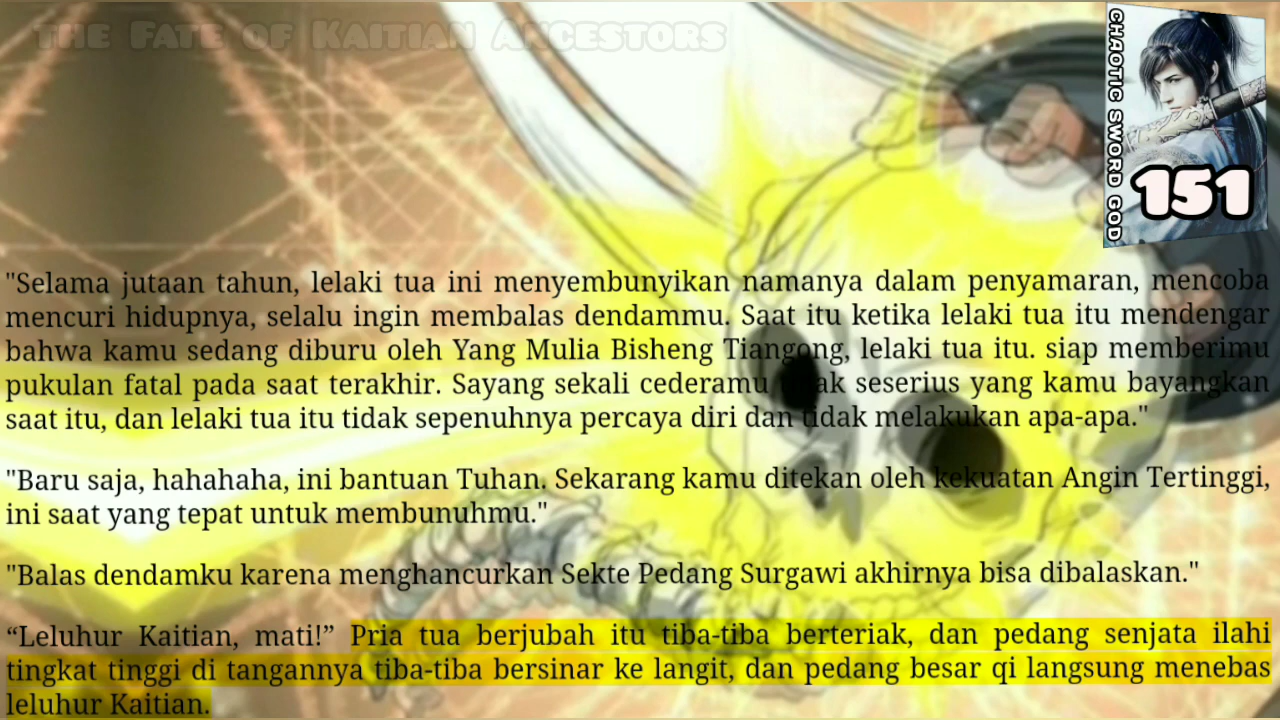 the Fate of Kaitian Ancestors
CHAOTIC SWORD GOD
151
"Selama jutaan tahun, lelaki tua ini menyembunyikan namanya dalam penyamaran, mencoba
mencuri hidupnya, selalu ingin membalas dendammu. Saat itu ketika lelaki tua itu mendengar
bahwa kamu sedang diburu oleh Yang Mulia Bisheng Tiangong, lelaki tua itu. siap memberimu
pukulan fatal pada saat terakhir. Sayang sekali cederamu tidak seserius yang kamu bayangkan
saat itu, dan lelaki tua itu tidak sepenuhnya percaya diri dan tidak melakukan apa-apa."
"Baru saja, hahahaha, ini bantuan Tuhan. Sekarang kamu ditekan oleh kekuatan Angin Tertinggi,
ini saat yang tepat untuk membunuhmu."
"Balas dendamku karena menghancurkan Sekte Pedang Surgawi akhirnya bisa dibalaskan."
“Leluhur Kaitian, mati!” Pria tua berjubah itu tiba-tiba berteriak, dan pedang senjata ilahi
tingkat tinggi di tangannya tiba-tiba bersinar ke langit, dan pedang besar qi langsung menebas
leluhur Kaitian.